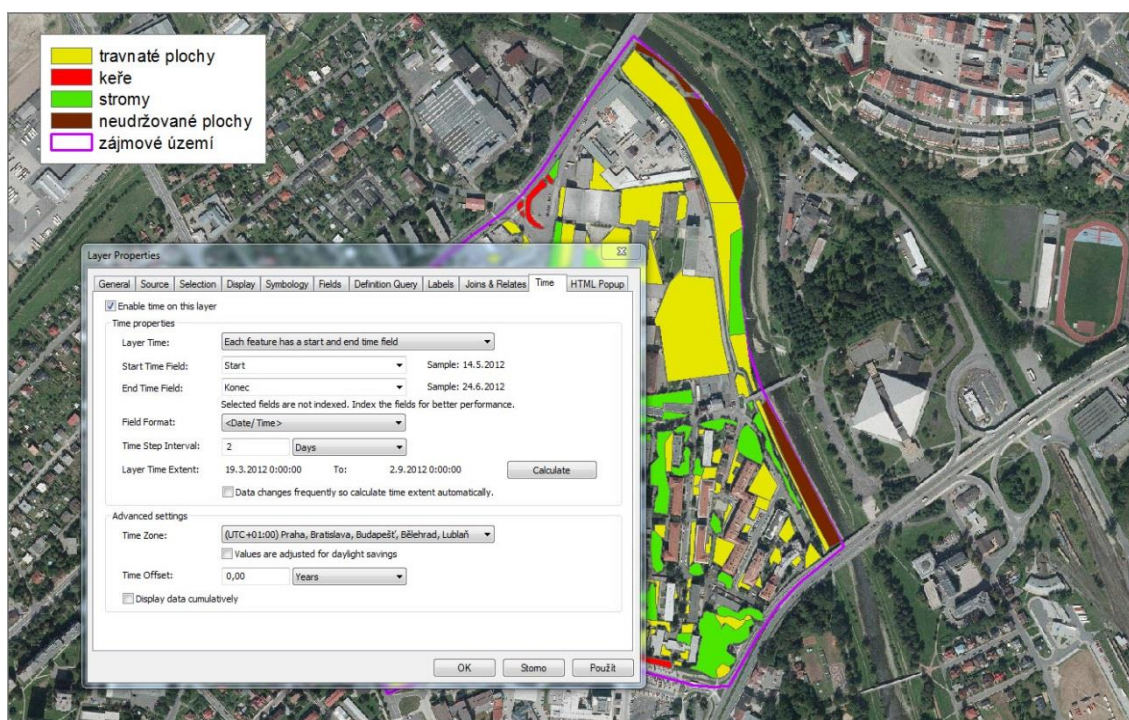 travnaté plochy
keře
stromy
neudržované plochy
zájmové území
Layer Properties
General Source Selection Display Symbology Fields Definition Query Labels Joins & Relates Time HTML Popup
Enable time on this layer
Time properties
Layer Time: Each feature has a start and end time field
Start Time Field: Start Sample: 14.5.2012
End Time Field: Konec Sample: 24.6.2012
Selected fields are not indexed. Index the fields for better performance.
Field Format: <Date/Time>
Time Step Interval: 2 Days
Layer Time Extent: 19.3.2012 0:00:00 To: 2.9.2012 0:00:00 Calculate
Data changes frequently so calculate time extent automatically.
Advanced settings
Time Zone: (UTC+01:00) Praha, Bratislava, Budapešť, Bělehrad, Lublaň
Values are adjusted for daylight savings
Time Offset: 0,00 Years
Display data cumulatively
OK Storno Použít